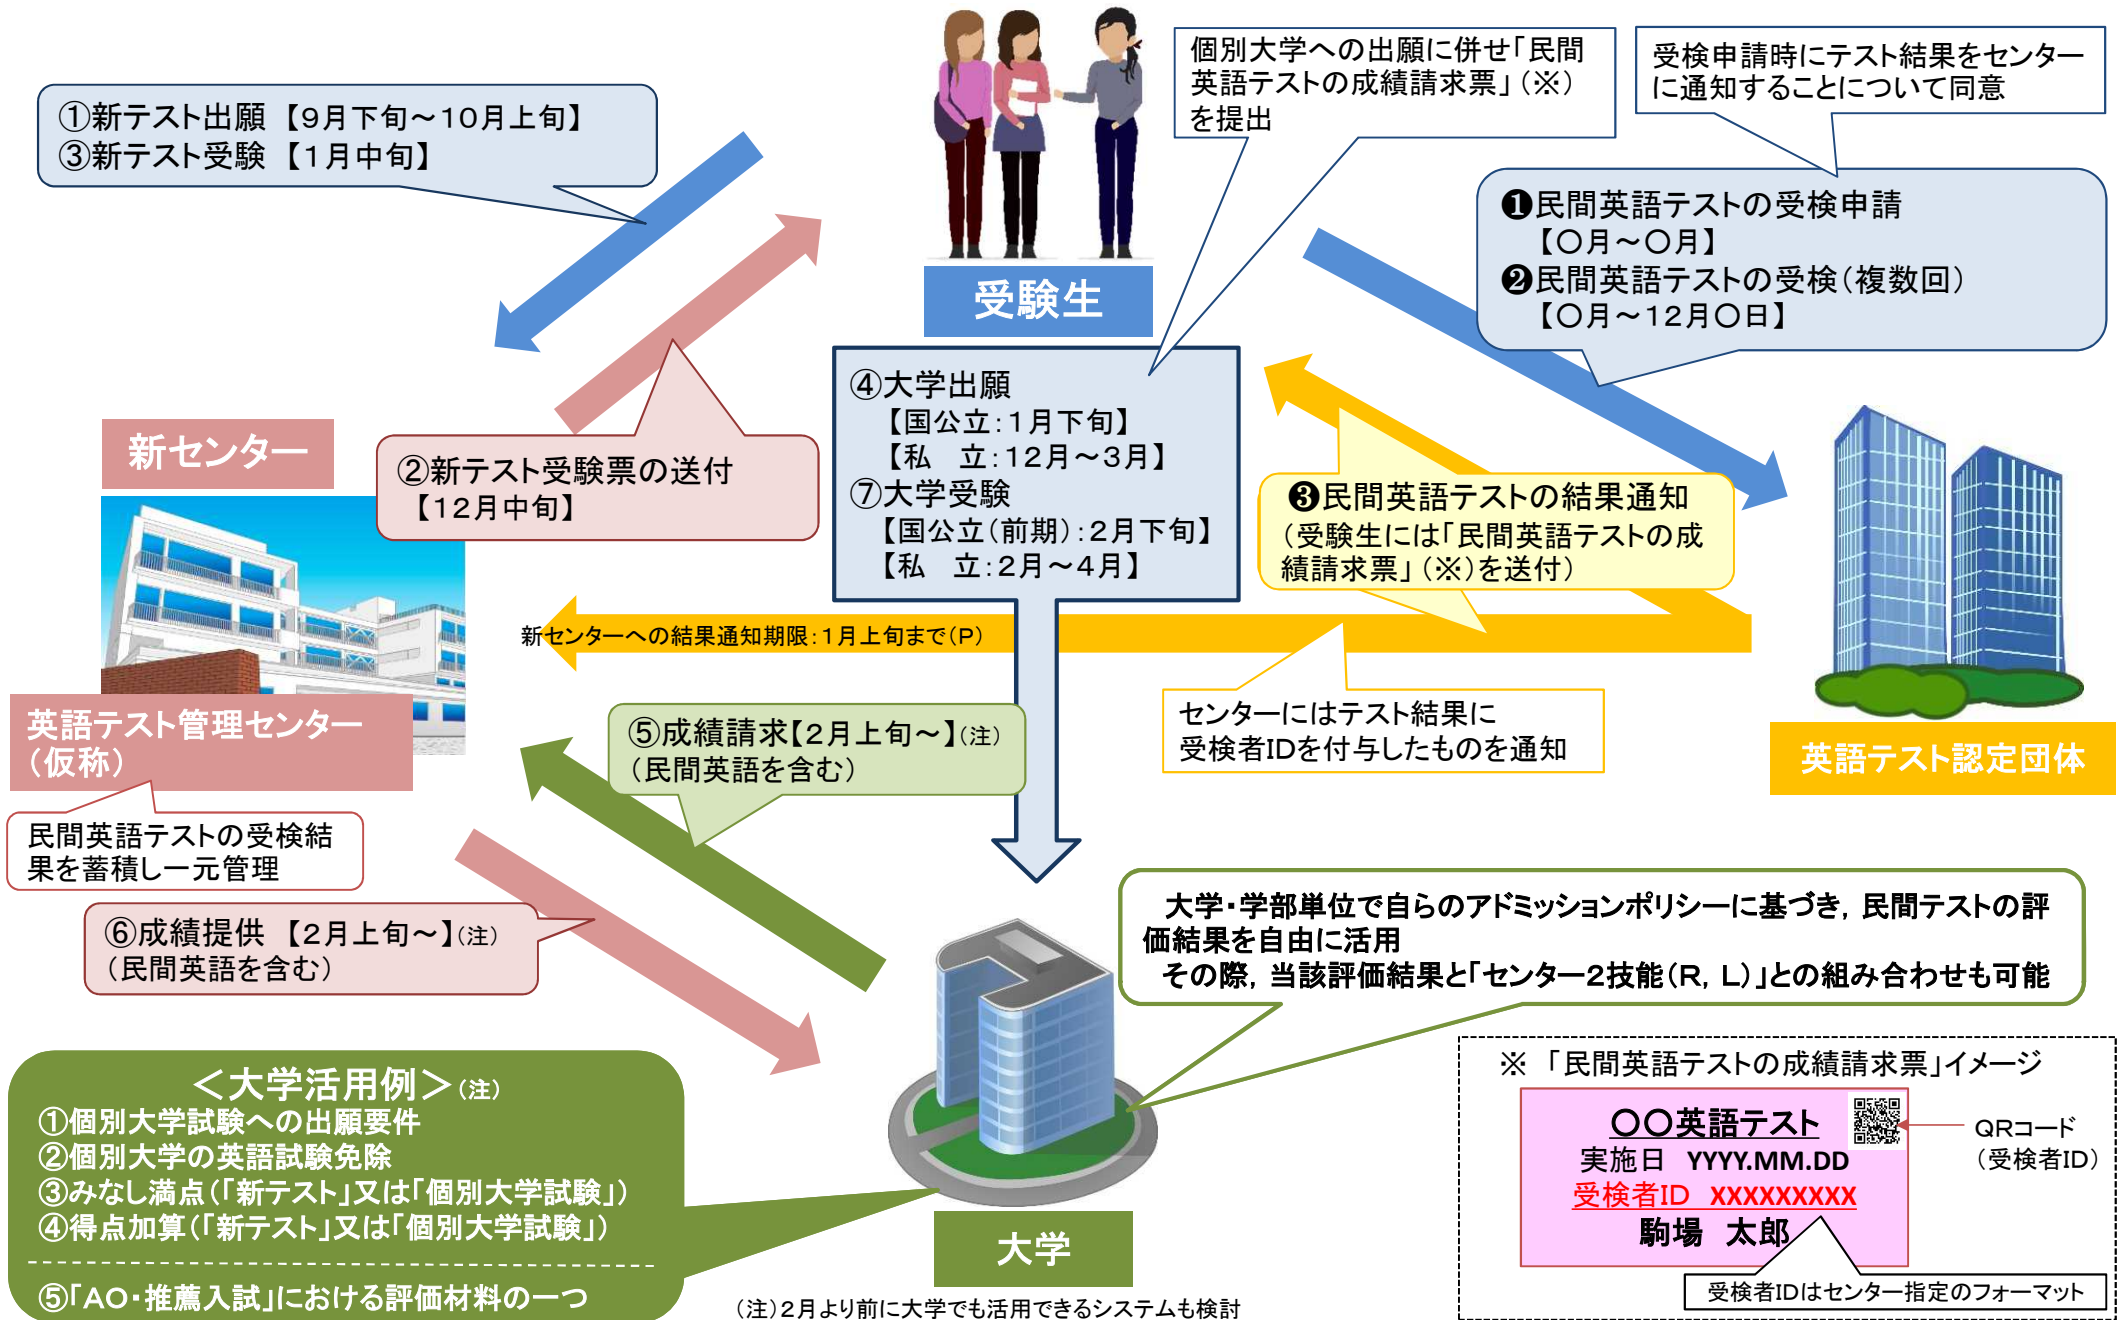 ①新テスト出願【9月下旬～10月上旬】
③新テスト受験【1月中旬】
個別大学への出願に併せ「民間
英語テストの成績請求票」（※）
を提出
受検申請時にテスト結果をセンター
に通知することについて同意
❶民間英語テストの受検申請
【○月～○月】
❷民間英語テストの受検（複数回）
【○月～12月○日】
受験生
④大学出願
【国公立：1月下旬】
【私　立：12月～3月】
⑦大学受験
【国公立（前期）：2月下旬】
【私　立：2月～4月】
新センター
②新テスト受験票の送付
【12月中旬】
❸民間英語テストの結果通知
（受験生には「民間英語テストの成
績請求票」（※）を送付）
新センターへの結果通知期限：1月上旬まで（P）
センターにはテスト結果に
受検者IDを付与したものを通知
英語テスト認定団体
英語テスト管理センター
（仮称）
民間英語テストの受検結
果を蓄積し一元管理
⑤成績請求【2月上旬～】（注）
（民間英語を含む）
⑥成績提供【2月上旬～】（注）
（民間英語を含む）
大学・学部単位で自らのアドミッションポリシーに基づき，民間テストの評
価結果を自由に活用
その際，当該評価結果と「センター2技能（R，L）」との組み合わせも可能
＜大学活用例＞（注）
①個別大学試験への出願要件
②個別大学の英語試験免除
③みなし満点（「新テスト」又は「個別大学試験」）
④得点加算（「新テスト」又は「個別大学試験」）
⑤「AO・推薦入試」における評価材料の一つ
大学
（注）2月より前に大学でも活用できるシステムも検討
※　「民間英語テストの成績請求票」イメージ
○○英語テスト
実施日　YYYY.MM.DD
受検者ID　XXXXXXXXX
駒場　太郎
QRコード
（受検者ID）
受検者IDはセンター指定のフォーマット